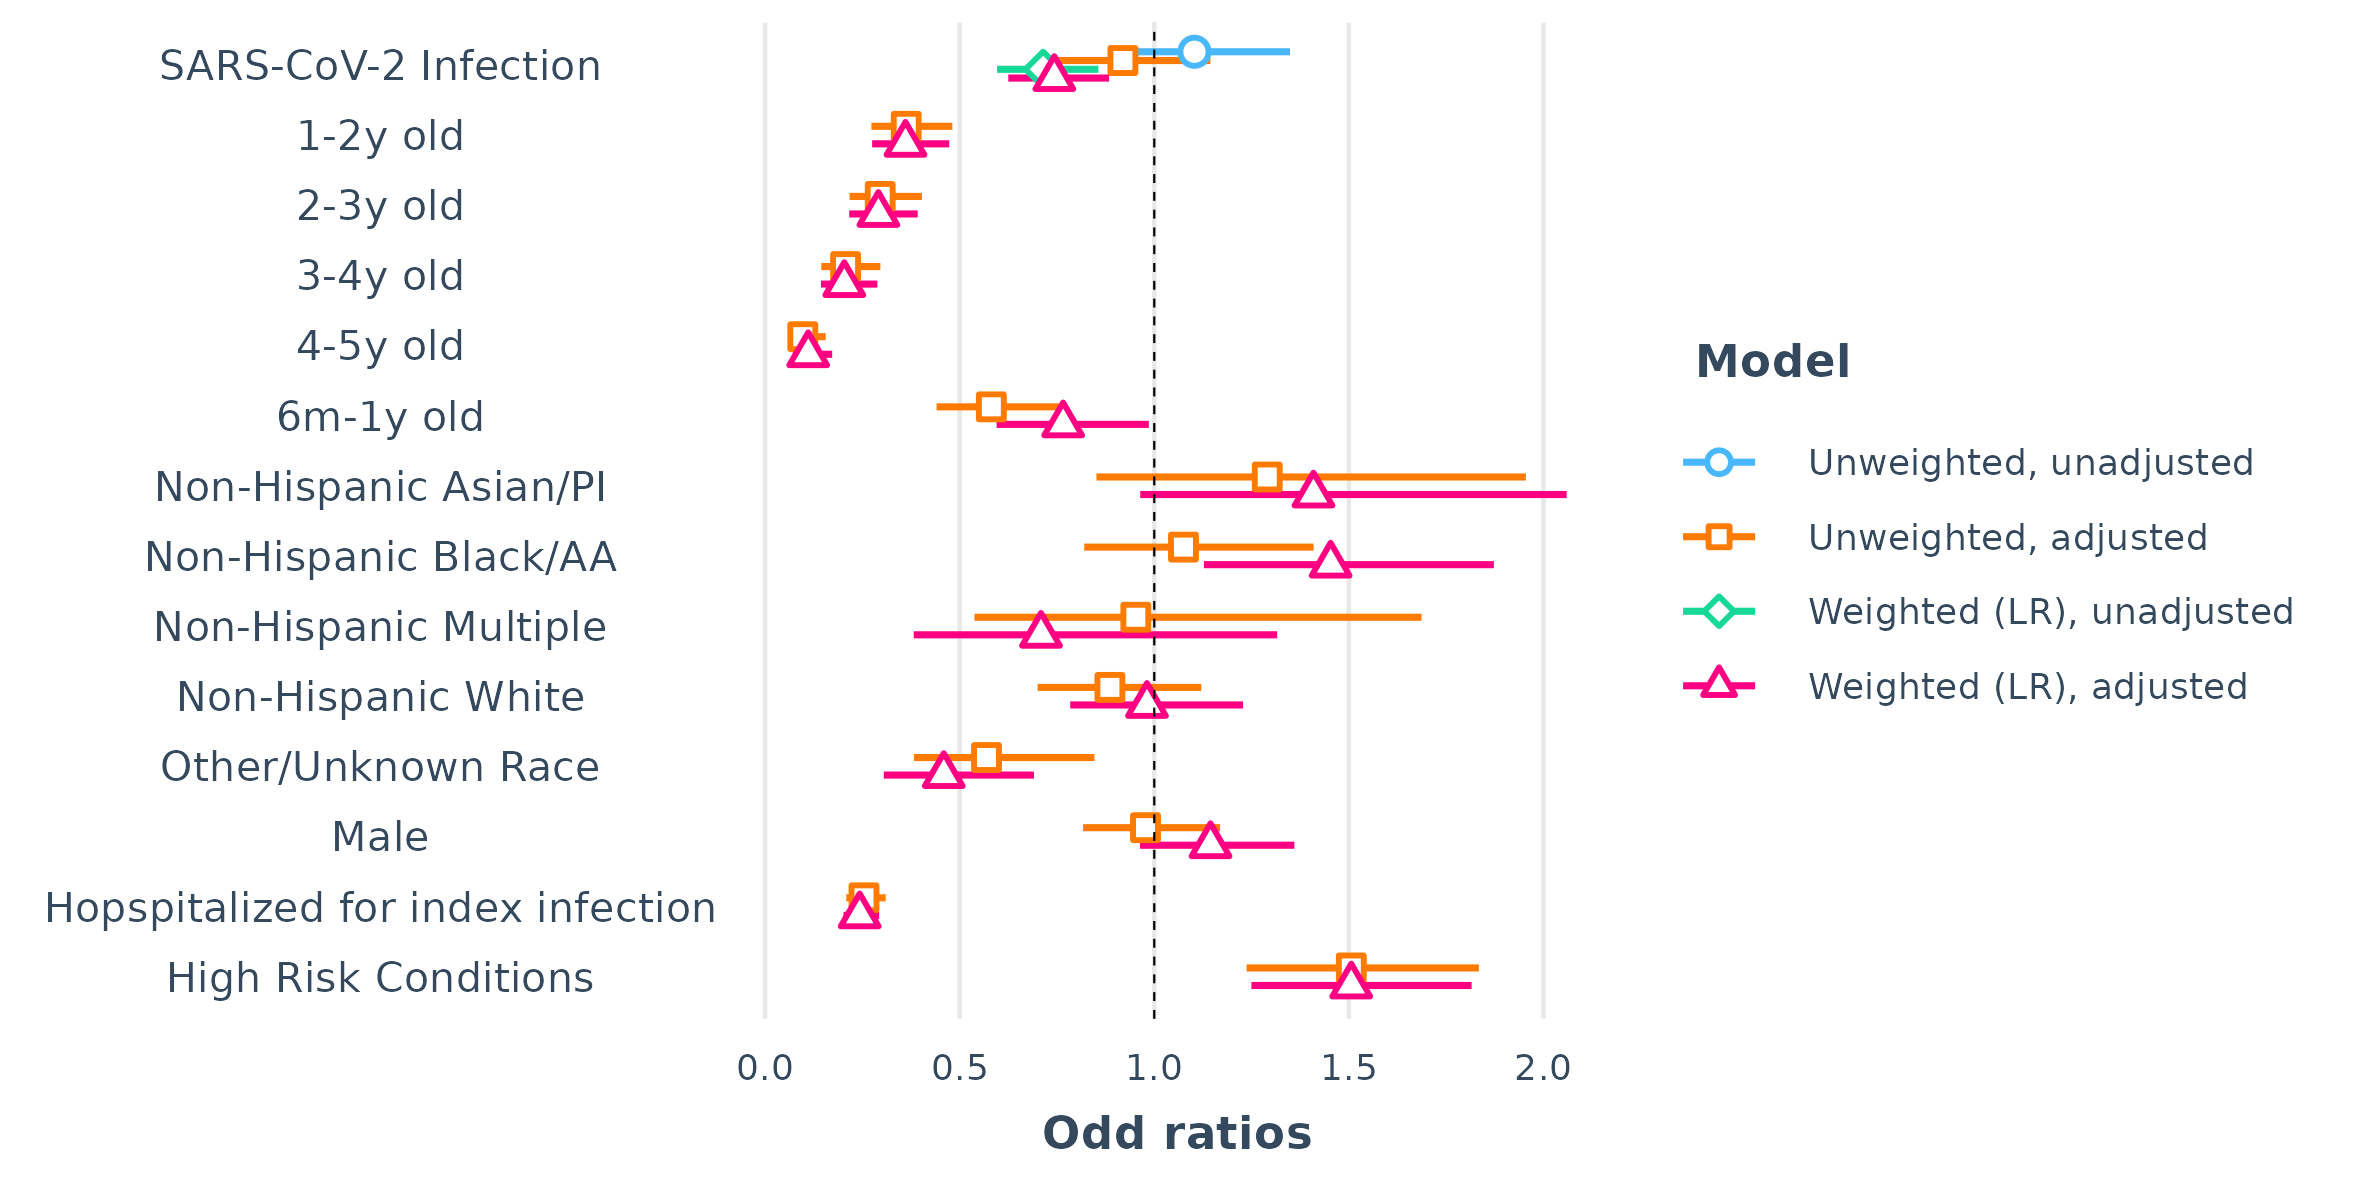 SARS-CoV-2 Infection
1-2y old
2-3y old
3-4y old
4-5y old
6m-1y old
Non-Hispanic Asian/PI
Non-Hispanic Black/AA
Non-Hispanic Multiple
Non-Hispanic White
Other/Unknown Race
Male
Hopspitalized for index infection
High Risk Conditions
0.0 0.5 1.0 1.5 2.0
Odd ratios
Model
Unweighted, unadjusted
Unweighted, adjusted
Weighted (LR), unadjusted
Weighted (LR), adjusted